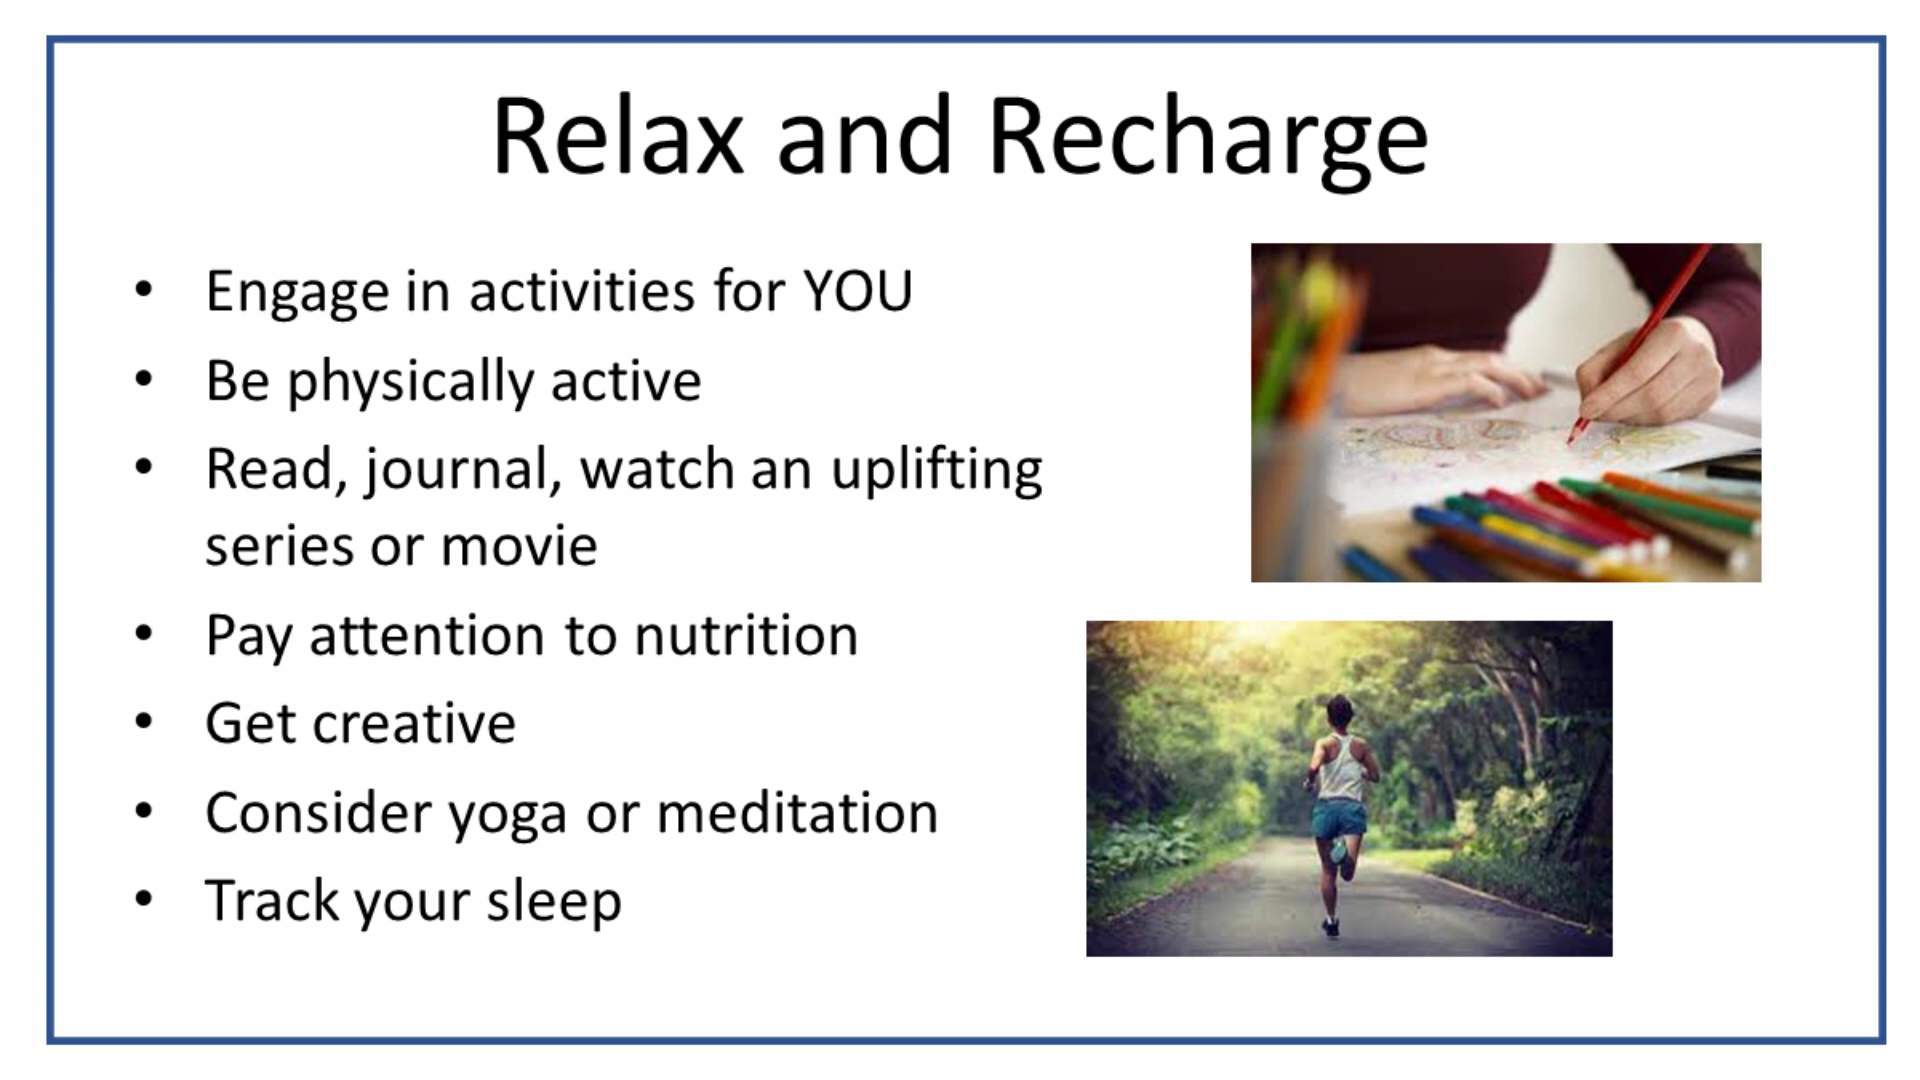 Relax and Recharge
• Engage in activities for YOU
• Be physically active
• Read, journal, watch an uplifting
series or movie
• Pay attention to nutrition
• Get creative
• Consider yoga or meditation
• Track your sleep